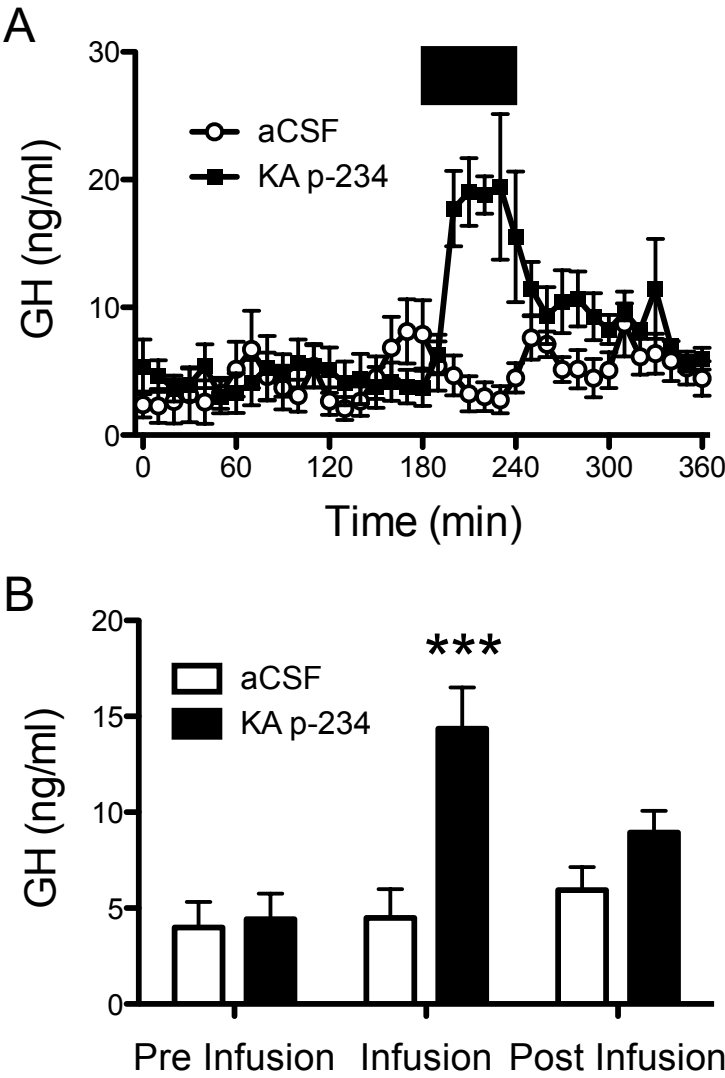 A
30
20
10
0
GH (ng/ml)
aCSF
KA p-234
0 60 120 180 240 300 360
Time (min)
B
20
15
10
5
0
GH (ng/ml)
***
aCSF
KA p-234
Pre Infusion Infusion Post Infusion